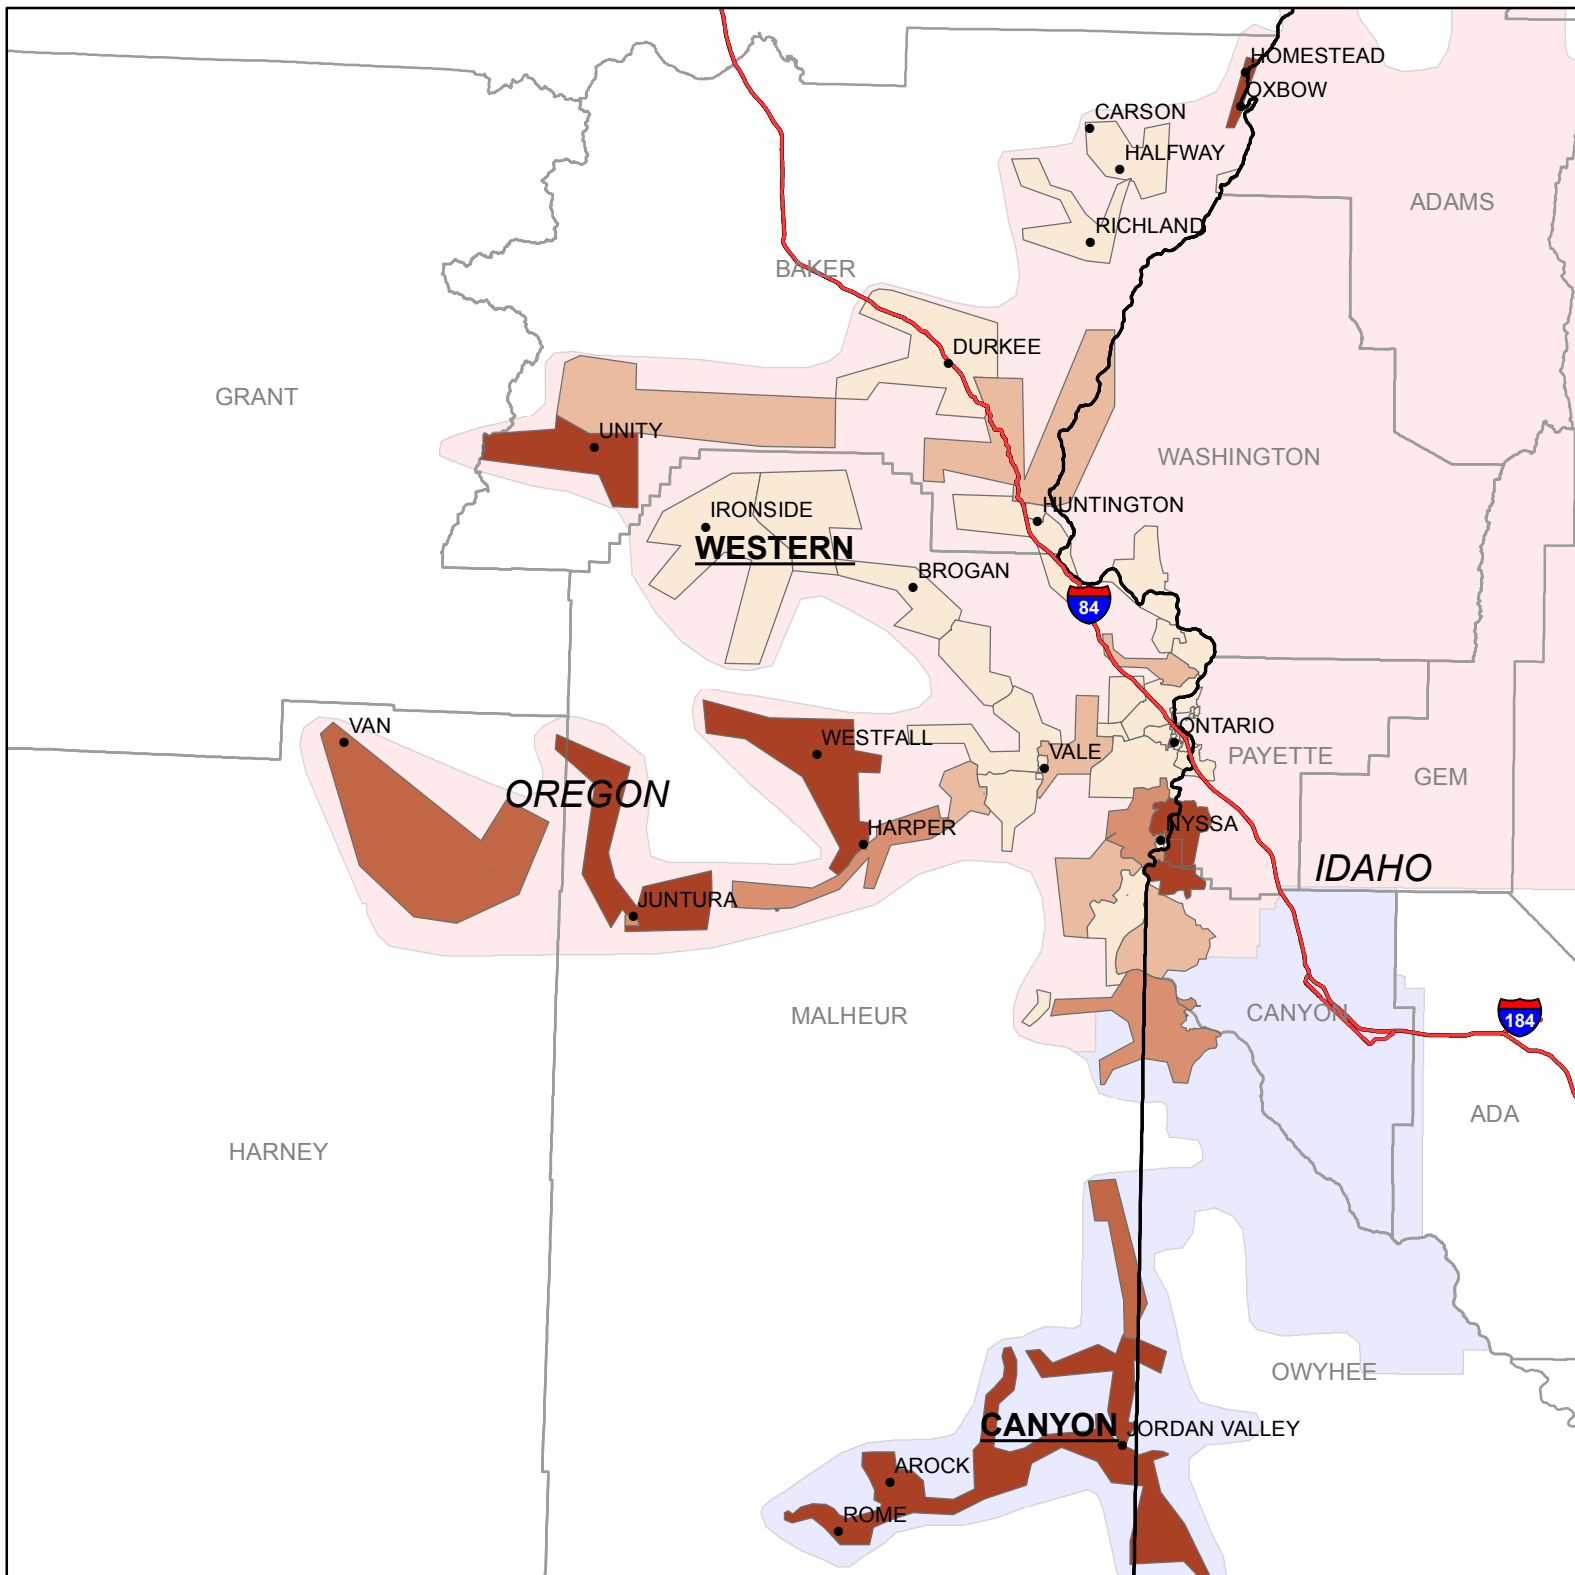 HOMESTEAD
OXBOW
CARSON
HALFWAY
ADAMS
RICHLAND
BAKER
DURKEE
GRANT
UNITY
WASHINGTON
HUNTINGTON
IRONSIDE
WESTERN
BROGAN
84
VAN
WESTFALL
ONTARIO
VALE
PAYETTE
GEM
OREGON
HARPER
NYSSA
IDAHO
JUNTURA
MALHEUR
CANYON
184
ADA
HARNEY
OWYHEE
CANYON
JORDAN VALLEY
AROCK
ROME